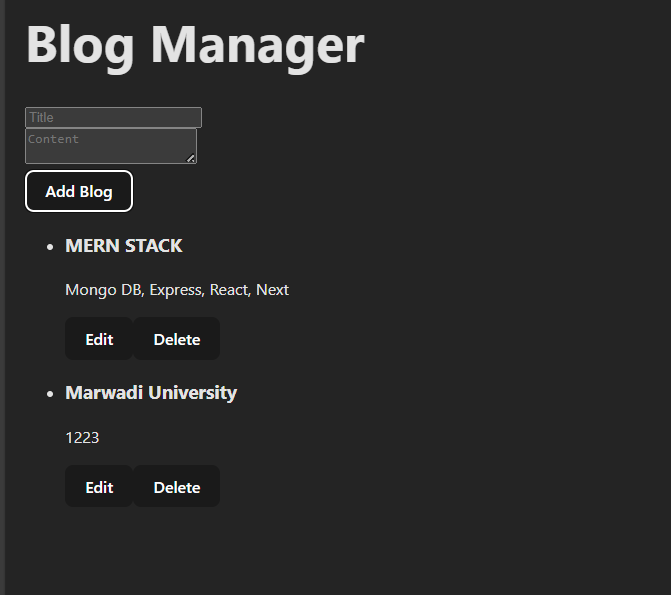 Blog Manager
Title
Content
Add Blog
MERN STACK
Mongo DB, Express, React, Next
Edit Delete
Marwadi University
1223
Edit Delete